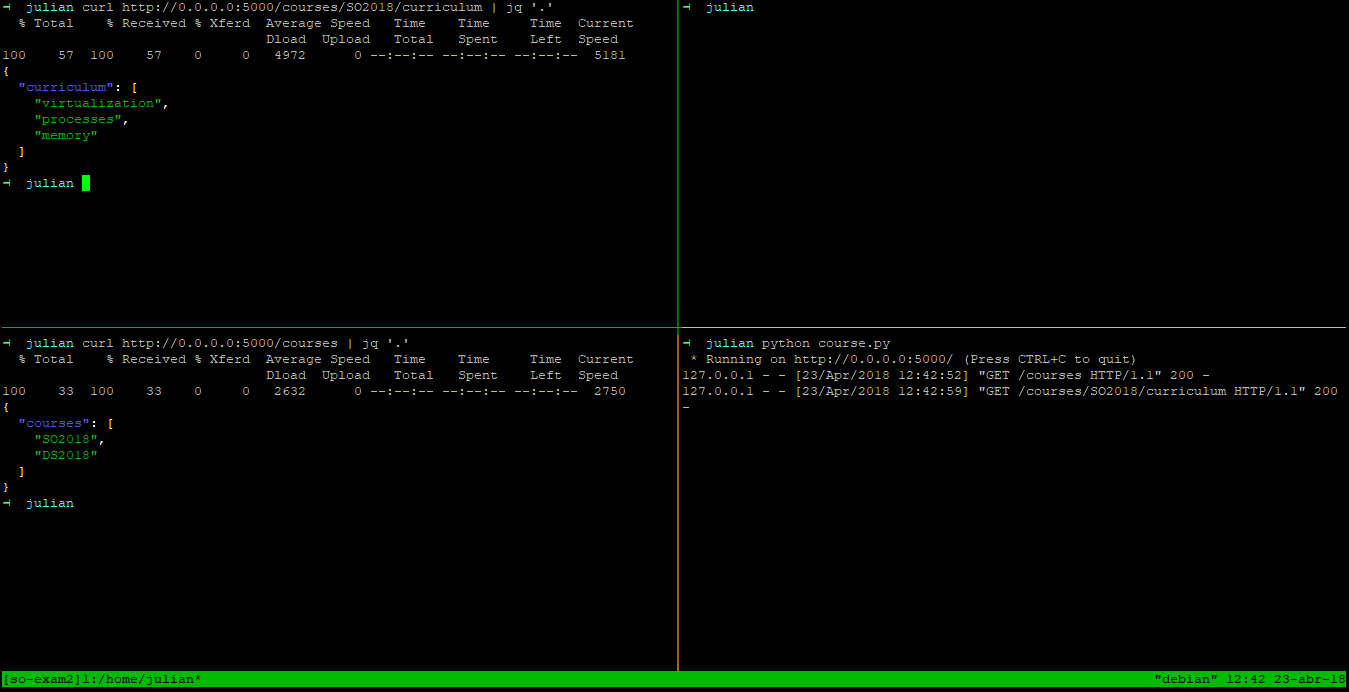 julian curl http://0.0.0.0:5000/courses/SO2018/curriculum | jq '.'
% Total % Received % Xferd Average Speed Time Time Time Current
Dload Upload Total Spent Left Speed
100 57 100 57 0 0 4972 0 --:--:-- --:--:-- --:--:-- 5181
{
"curriculum": [
"virtualization",
"processes",
"memory"
]
}
julian
julian
julian curl http://0.0.0.0:5000/courses | jq '.'
% Total % Received % Xferd Average Speed Time Time Time Current
Dload Upload Total Spent Left Speed
100 33 100 33 0 0 2632 0 --:--:-- --:--:-- --:--:-- 2750
{
"courses": [
"SO2018",
"DS2018"
]
}
julian
julian python course.py
* Running on http://0.0.0.0:5000/ (Press CTRL+C to quit)
127.0.0.1 - - [23/Apr/2018 12:42:52] "GET /courses HTTP/1.1" 200 -
127.0.0.1 - - [23/Apr/2018 12:42:59] "GET /courses/SO2018/curriculum HTTP/1.1" 200
-
[so-exam2]1:/home/julian* "debian" 12:42 23-abr-18